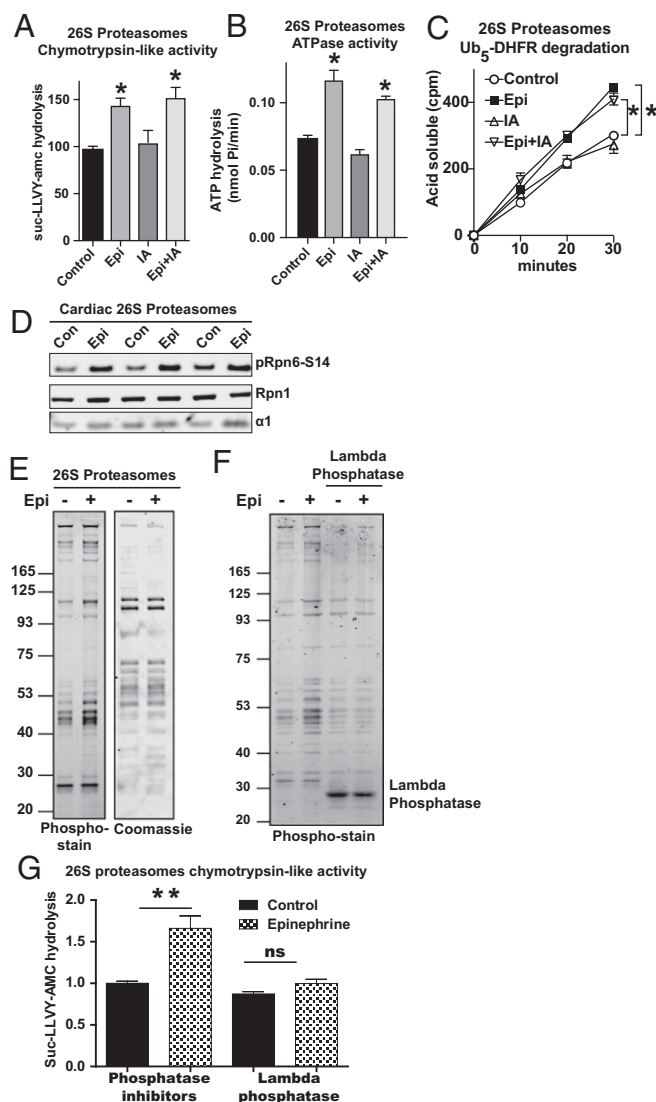 A
26S Proteasomes
Chymotrypsin-like activity
suc-LLVY-amc hydrolysis
150
100
50
0
*
*
Control
Epi
IA
Epi+IA
B
26S Proteasomes
ATPase activity
ATP hydrolysis
(nmol Pi/min)
0.10
0.05
0.00
*
*
Control
Epi
IA
Epi+IA
C
26S Proteasomes
Ub5-DHFR degradation
Acid soluble (cpm)
400
200
0
Control
Epi
IA
Epi+IA
* *
0 10 20 30
minutes
D
Cardiac 26S Proteasomes
Con Epi Con Epi Con Epi
pRpn6-S14
Rpn1
α1
E
26S Proteasomes
Epi - + - +
165
125
93
75
53
40
30
20
Phospho-
stain
Coomassie
F
Lambda
Phosphatase
Epi - + - +
165
125
93
75
53
40
30
20
Lambda
Phosphatase
Phospho-stain
G
26S proteasomes chymotrypsin-like activity
Suc-LLVY-AMC hydrolysis
2.0
1.5
1.0
0.5
0.0
**
ns
Control
Epinephrine
Phosphatase
inhibitors
Lambda
phosphatase